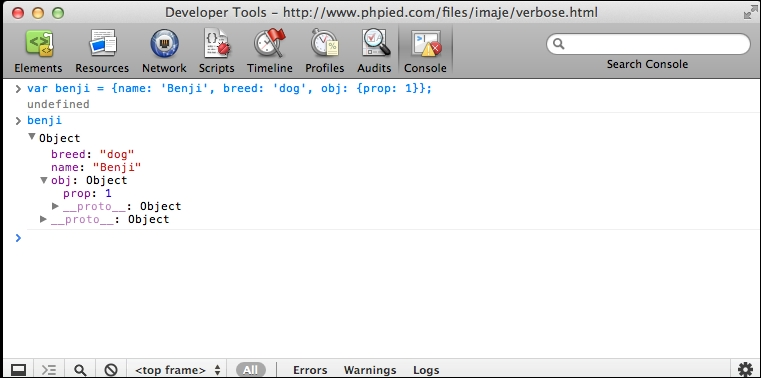 Developer Tools – http://www.phpied.com/files/imaje/verbose.html
Elements Resources Network Scripts Timeline Profiles Audits Console Search Console
> var benji = {name: 'Benji', breed: 'dog', obj: {prop: 1}};
undefined
> benji
▼Object
breed: "dog"
name: "Benji"
▼obj: Object
prop: 1
▶__proto__: Object
▶__proto__: Object
>
<top frame> All Errors Warnings Logs